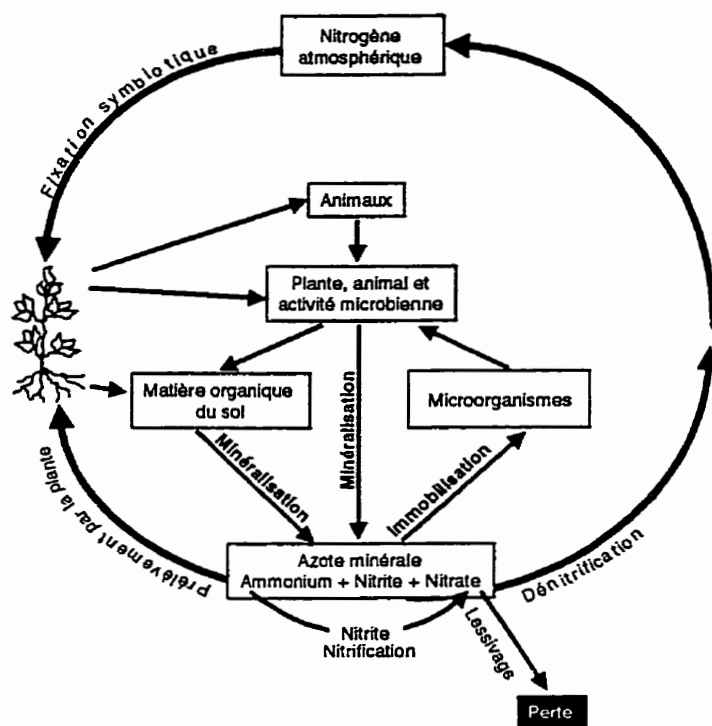 Nitrogène
atmosphérique
Fixation symbiotique
Animaux
Plante, animal et
activité microbienne
Matière organique
du sol
Microorganismes
Minéralisation
Minéralisation
Immobilisation
prélèvement par la plante
Azote minérale
Ammonium + Nitrite + Nitrate
Dénitrification
Nitrite
Nitrification
Lessivage
Perte